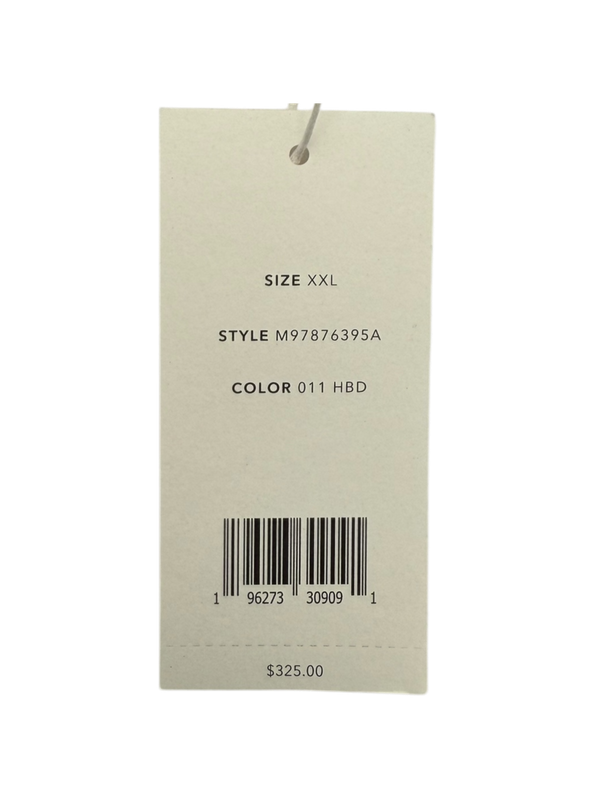 SIZE XXL
STYLE M97876395A
COLOR 011 HBD
1 96273 30909 1
$325.00